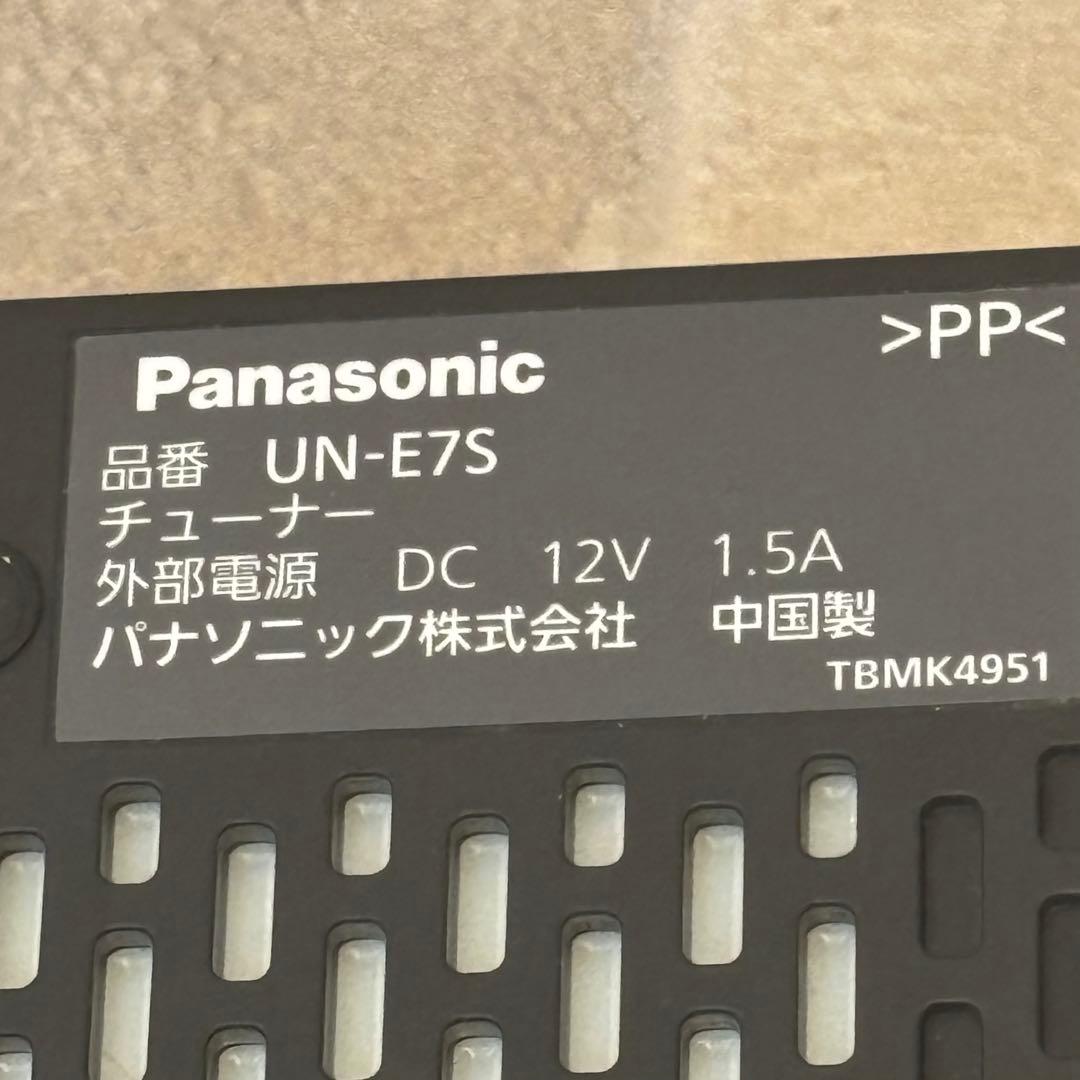 >PP<
Panasonic
品番 UN-E7S
チューナー
外部電源 DC 12V 1.5A
パナソニック株式会社 中国製
TBMK4951